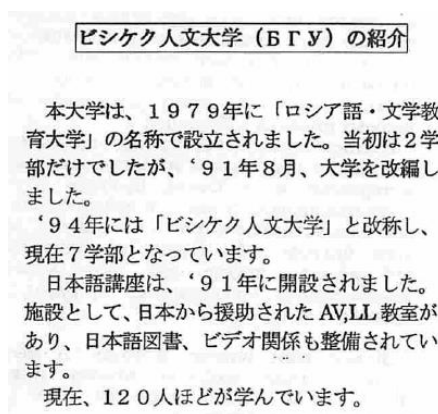 ビシケク人文大学（БГУ）の紹介
本大学は、１９７９年に「ロシア語・文学教
育大学」の名称で設立されました。当初は２学
部だけでしたが、‘９１年８月、大学を改編し
ました。
‘９４年には「ビシケク人文大学」と改称し、
現在７学部となっています。
日本語講座は、‘９１年に開設されました。
施設として、日本から援助された AV,LL 教室が
あり、日本語図書、ビデオ関係も整備されてい
ます。
現在、１２０人ほどが学んでいます。